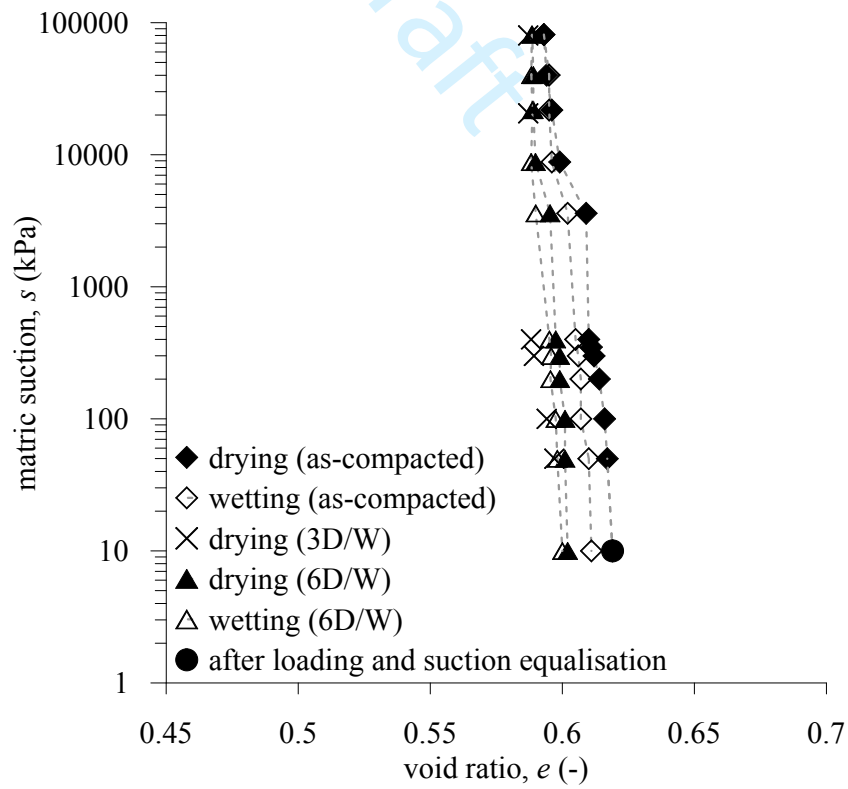 raft
100000
10000
1000
100
10
1
matric suction, s (kPa)
drying (as-compacted)
wetting (as-compacted)
drying (3D/W)
drying (6D/W)
wetting (6D/W)
after loading and suction equalisation
0.45 0.5 0.55 0.6 0.65 0.7
void ratio, e (-)